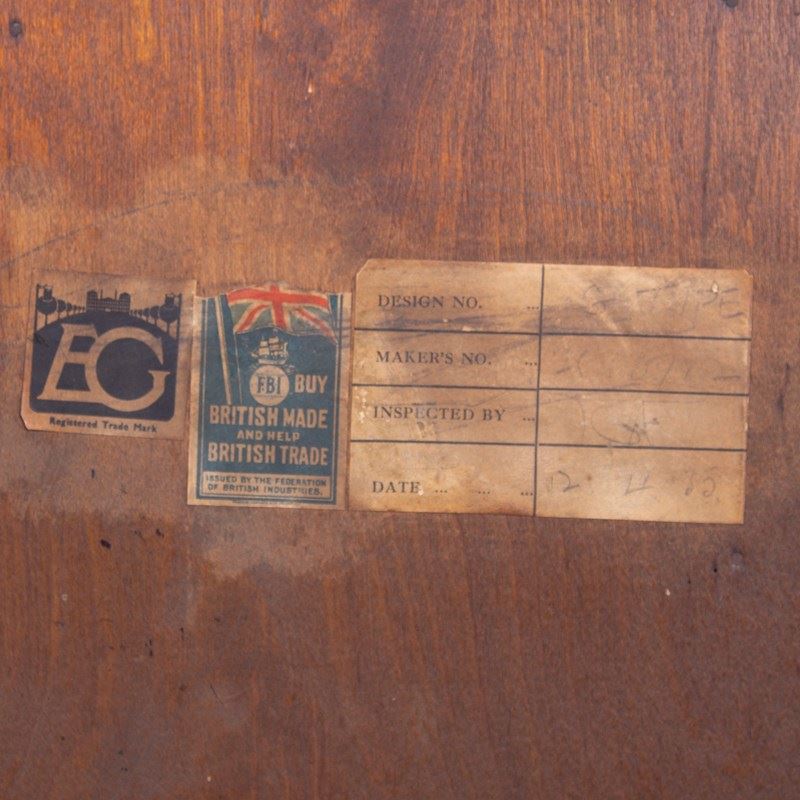 EG
Registered Trade Mark
FBI BUY
BRITISH MADE
AND HELP
BRITISH TRADE
ISSUED BY THE FEDERATION
OF BRITISH INDUSTRIES.
DESIGN NO. ...
MAKER'S NO. ...
INSPECTED BY ...
DATE ... ... ...